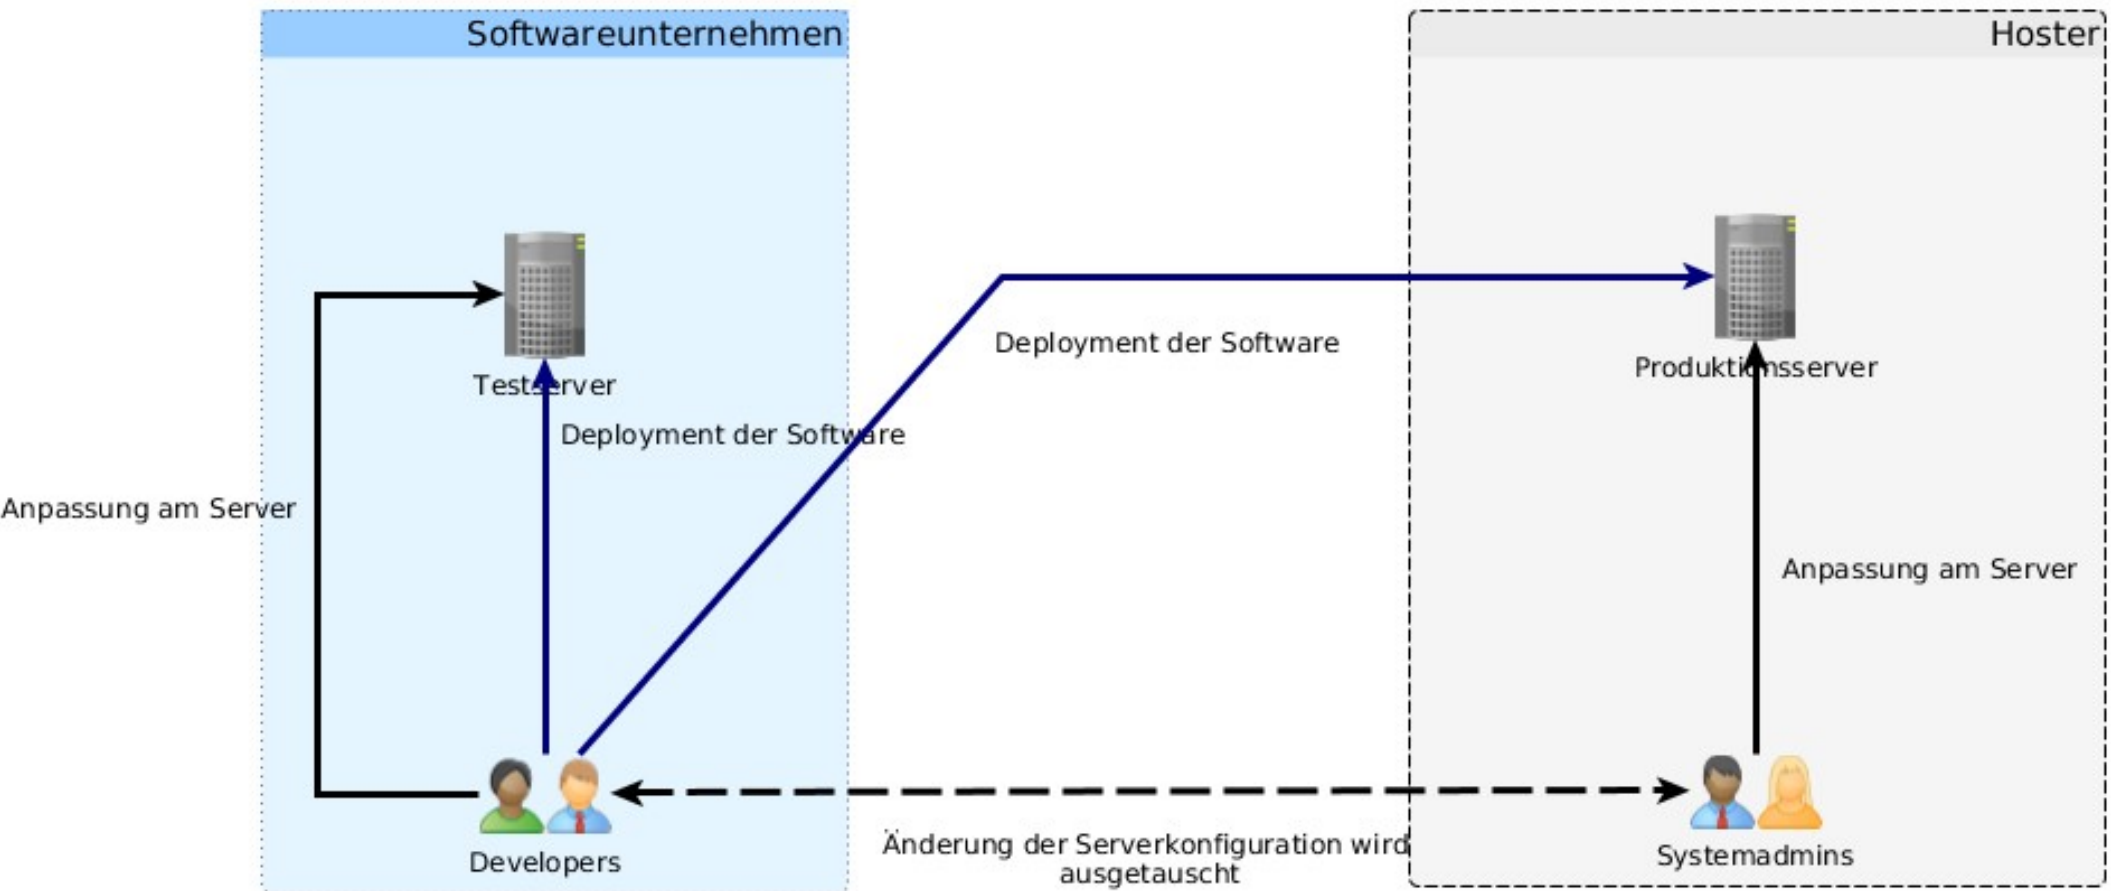 Softwareunternehmen
Hoster
Deployment der Software
Produktionsserver
Testserver
Deployment der Software
Anpassung am Server
Anpassung am Server
Änderung der Serverkonfiguration wird
ausgetauscht
Developers
Systemadmins